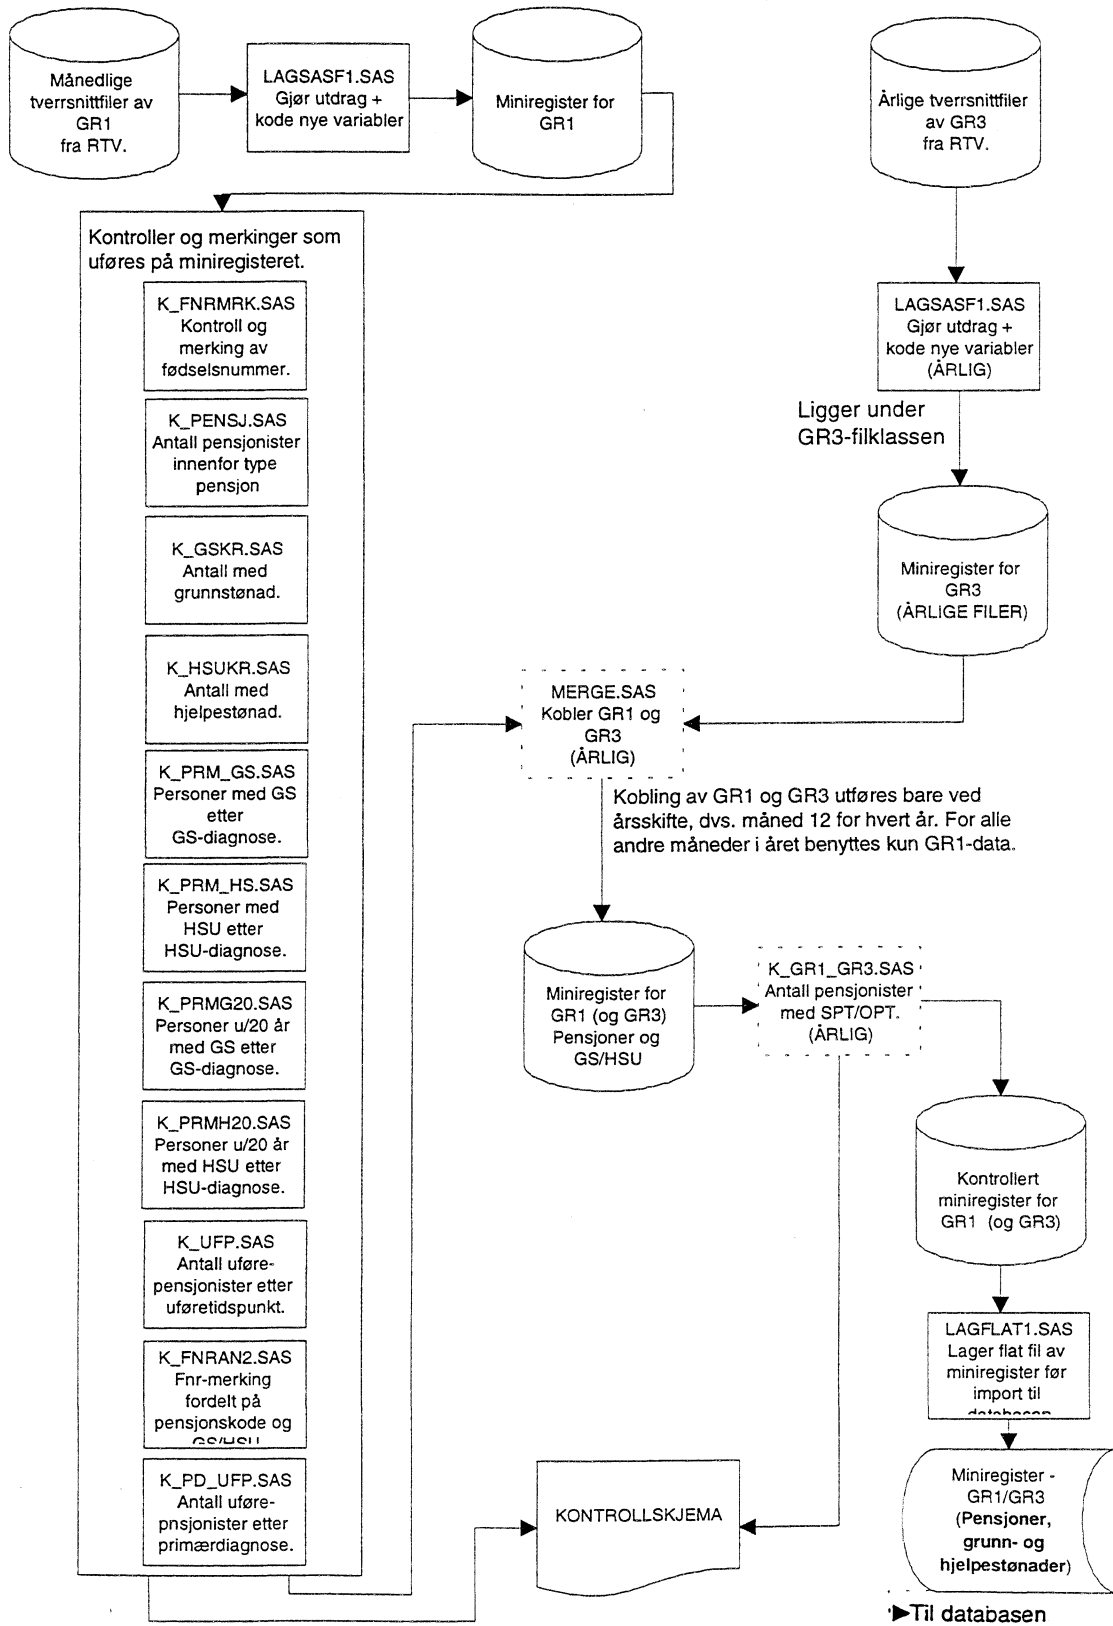 Månedlige
tverrsnittfiler av
GR1
fra RTV.
LAGSASF1.SAS
Gjør utdrag +
kode nye variabler
Miniregister for
GR1
Årlige tverrsnittfiler
av GR3
fra RTV.
Kontroller og merkinger som
uføres på miniregisteret.
K_FNRMRK.SAS
Kontroll og
merking av
fødselsnummer.
K_PENSJ.SAS
Antall pensjonister
innenfor type
pensjon
K_GSKR.SAS
Antall med
grunnstønad.
K_HSUKR.SAS
Antall med
hjelpestønad.
K_PRM_GS.SAS
Personer med GS
etter
GS-diagnose.
K_PRM_HS.SAS
Personer med
HSU etter
HSU-diagnose.
K_PRMG20.SAS
Personer u/20 år
med GS etter
GS-diagnose.
K_PRMH20.SAS
Personer u/20 år
med HSU etter
HSU-diagnose.
K_UFP.SAS
Antall uføre-
pensjonister etter
uføretidspunkt.
K_FNRAN2.SAS
Fnr-merking
fordelt på
pensjonskode og
GS/HSU
K_PD_UFP.SAS
Antall uføre-
pnsjonister etter
primærdiagnose.
LAGSASF1.SAS
Gjør utdrag +
kode nye variabler
(ÅRLIG)
Ligger under
GR3-filklassen
Miniregister for
GR3
(ÅRLIGE FILER)
MERGE.SAS
Kobler GR1 og
GR3
(ÅRLIG)
Kobling av GR1 og GR3 utføres bare ved
årsskifte, dvs. måned 12 for hvert år. For alle
andre måneder i året benyttes kun GR1-data.
Miniregister for
GR1 (og GR3)
Pensjoner og
GS/HSU
K_GR1_GR3.SAS
Antall pensjonister
med SPT/OPT.
(ÅRLIG)
Kontrollert
miniregister for
GR1 (og GR3)
LAGFLAT1.SAS
Lager flat fil av
miniregister før
import til
databasen
KONTROLLSKJEMA
Miniregister -
GR1/GR3
(Pensjoner,
grunn- og
hjelpestønader)
Til databasen